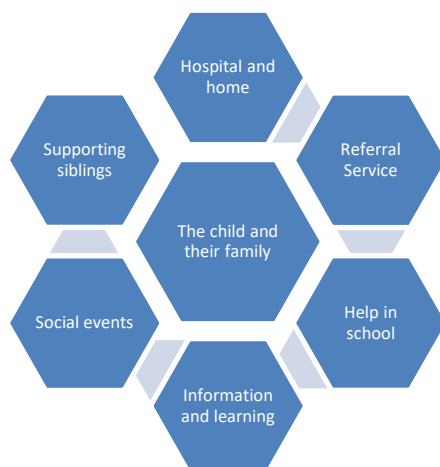 Hospital and
home
Supporting
siblings
Referral
Service
The child and
their family
Social events
Help in
school
Information
and learning